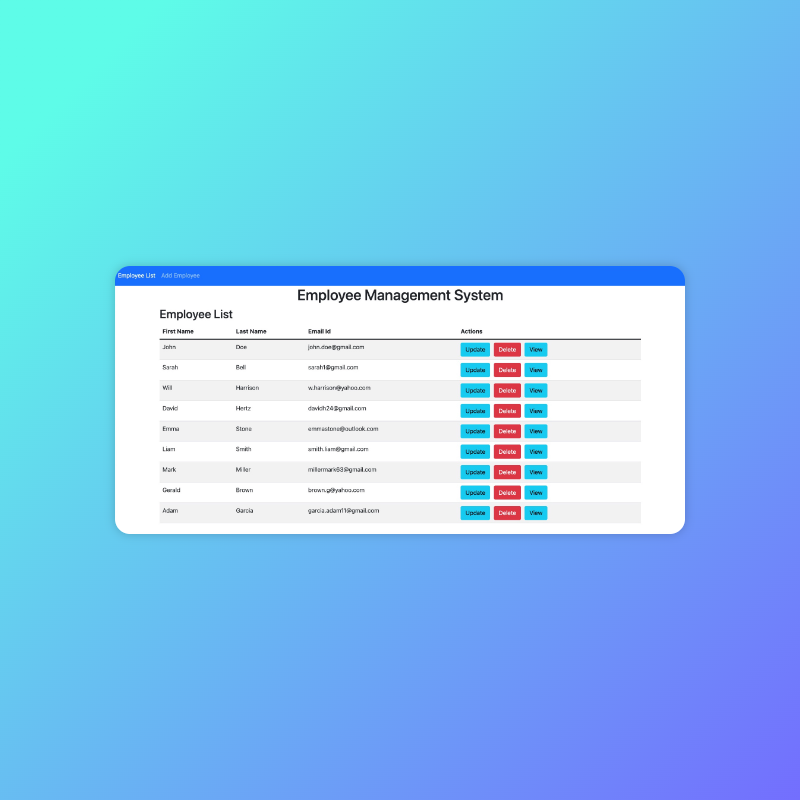 Employee List Add Employee
Employee Management System
Employee List
First Name Last Name Email Id Actions
John Doe john.doe@gmail.com Update Delete View
Sarah Bell sarah1@gmail.com Update Delete View
Will Harrison w.harrison@yahoo.com Update Delete View
David Hertz davidh24@gmail.com Update Delete View
Emma Stone emmastone@outlook.com Update Delete View
Liam Smith smith.liam@gmail.com Update Delete View
Mark Miller millermark63@gmail.com Update Delete View
Gerald Brown brown.g@yahoo.com Update Delete View
Adam Garcia garcia.adam11@gmail.com Update Delete View